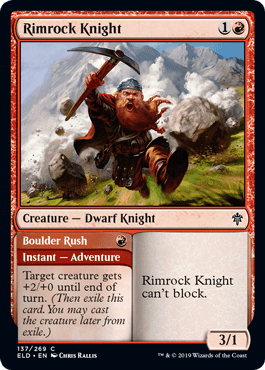 Rimrock Knight 1
Creature — Dwarf Knight
Boulder Rush
Instant — Adventure
Target creature gets
+2/+0 until end of
turn. (Then exile this
card. You may cast
the creature later from
exile.)
Rimrock Knight
can't block.
3/1
137/269 C
ELD • EN Chris Rallis
™ & © 2019 Wizards of the Coast